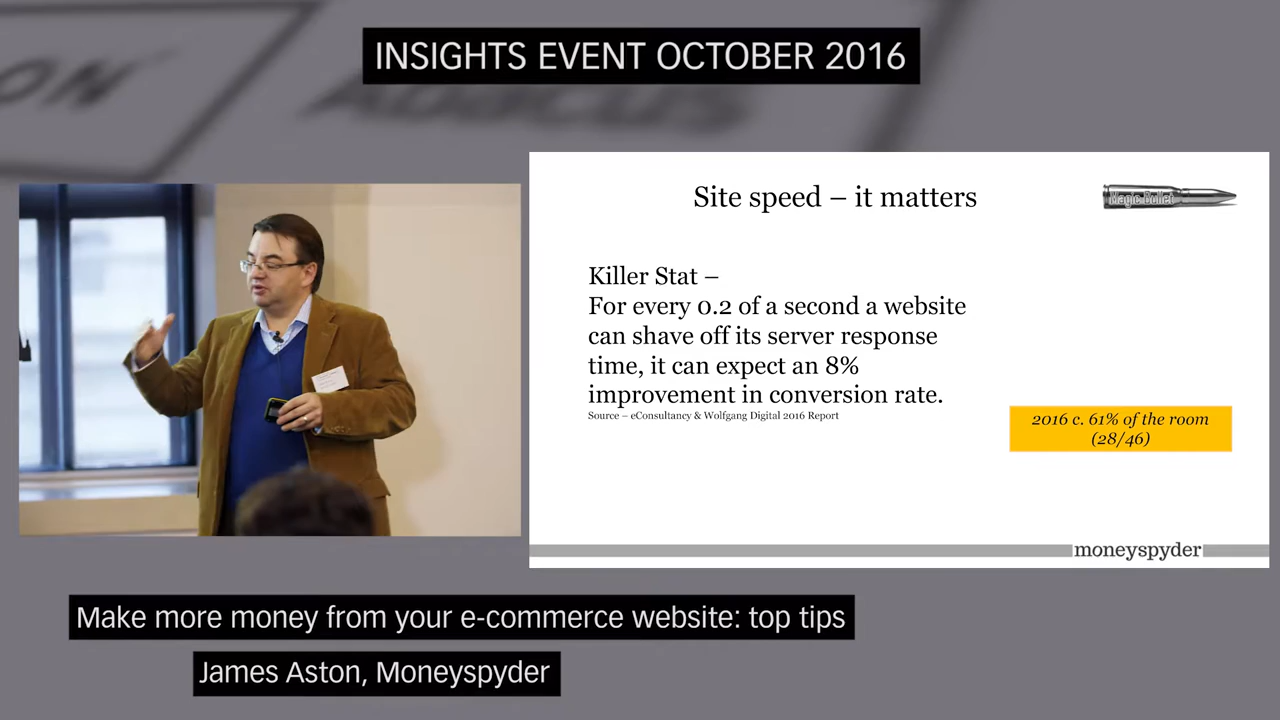 INSIGHTS EVENT OCTOBER 2016
ABACUS
Site speed – it matters
Magic Bullet
Killer Stat –
For every 0.2 of a second a website
can shave off its server response
time, it can expect an 8%
improvement in conversion rate.
Source – eConsultancy & Wolfgang Digital 2016 Report
2016 c. 61% of the room
(28/46)
moneyspyder
Make more money from your e-commerce website: top tips
James Aston, Moneyspyder